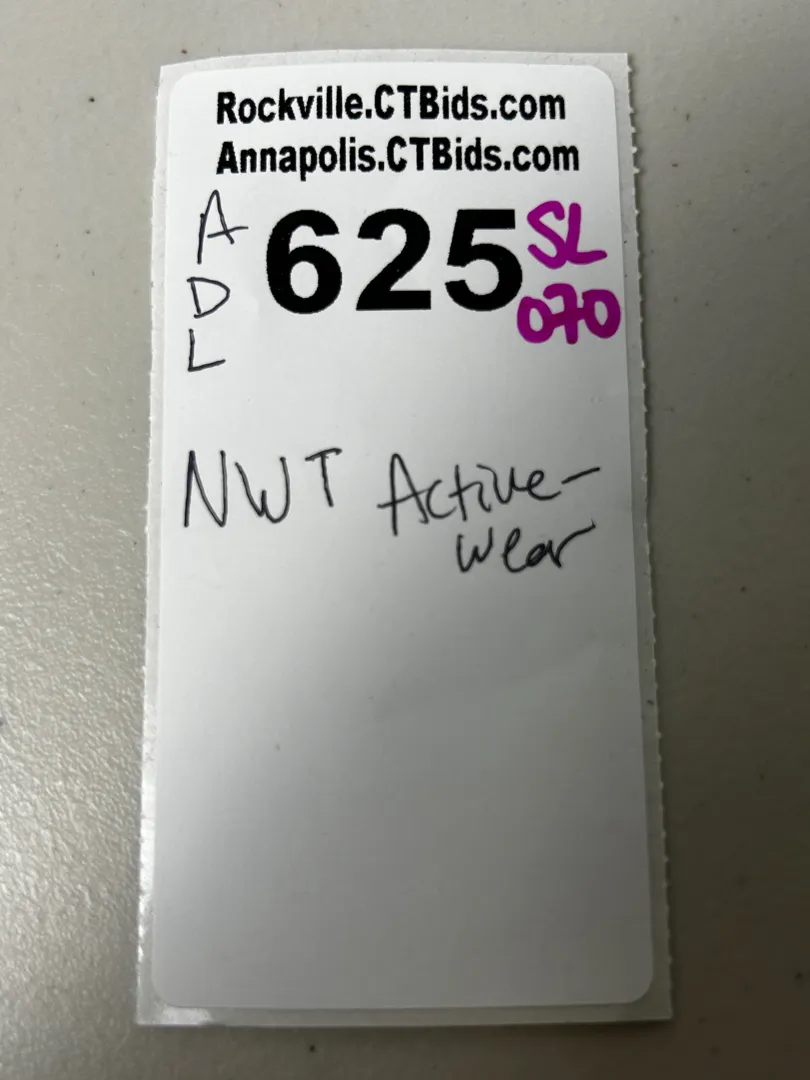 Rockville.CTBids.com
Annapolis.CTBids.com
A
D
L
625
SL
070
NWT Active-
wear